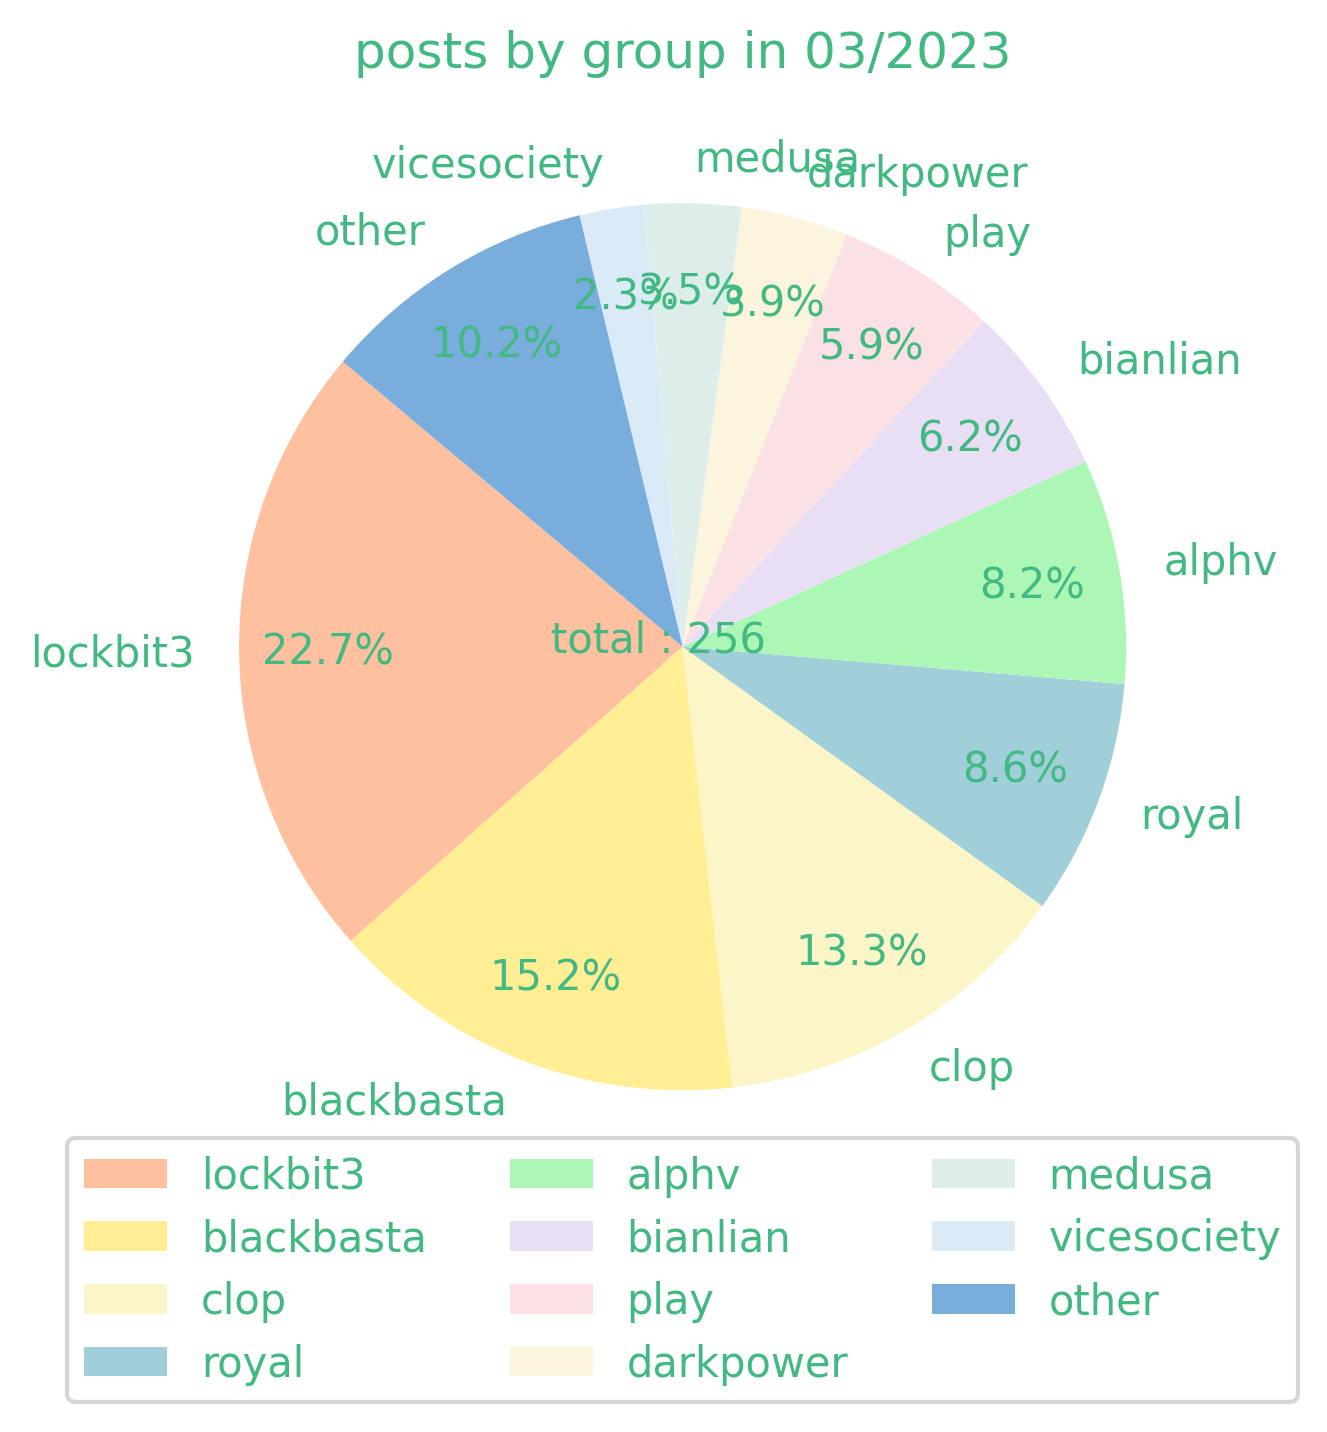 posts by group in 03/2023
medusa
vicesociety
darkpower
other
play
2.3%
3.5%
3.9%
10.2%
5.9%
bianlian
6.2%
alphv
8.2%
total : 256
lockbit3
22.7%
8.6%
royal
13.3%
15.2%
clop
blackbasta
lockbit3
blackbasta
clop
royal
alphv
bianlian
play
darkpower
medusa
vicesociety
other